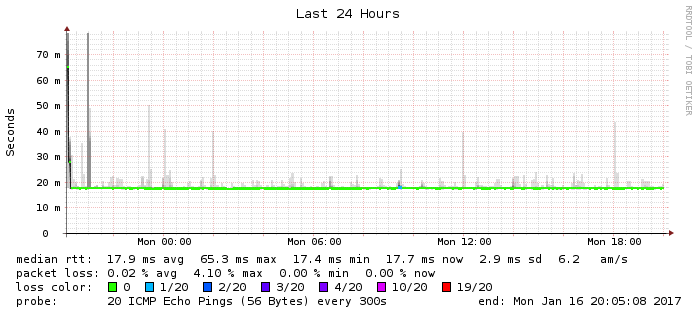 Last 24 Hours
RRDTOOL / TOBI OETIKER
Seconds
70 m
60 m
50 m
40 m
30 m
20 m
10 m
0
Mon 00:00 Mon 06:00 Mon 12:00 Mon 18:00
median rtt: 17.9 ms avg 65.3 ms max 17.4 ms min 17.7 ms now 2.9 ms sd 6.2 am/s
packet loss: 0.02 % avg 4.10 % max 0.00 % min 0.00 % now
loss color: 0 1/20 2/20 3/20 4/20 10/20 19/20
probe: 20 ICMP Echo Pings (56 Bytes) every 300s end: Mon Jan 16 20:05:08 2017